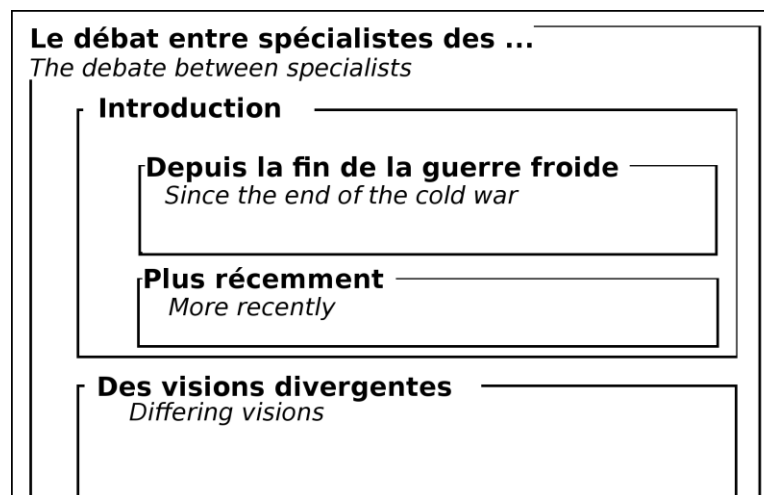 Le débat entre spécialistes des ...
The debate between specialists
Introduction
Depuis la fin de la guerre froide
Since the end of the cold war
Plus récemment
More recently
Des visions divergentes
Differing visions